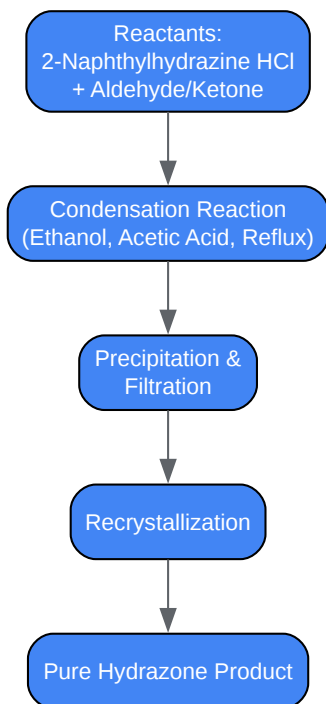 Reactants:
2-Naphthylhydrazine HCl
+ Aldehyde/Ketone
Condensation Reaction
(Ethanol, Acetic Acid, Reflux)
Precipitation &
Filtration
Recrystallization
Pure Hydrazone Product